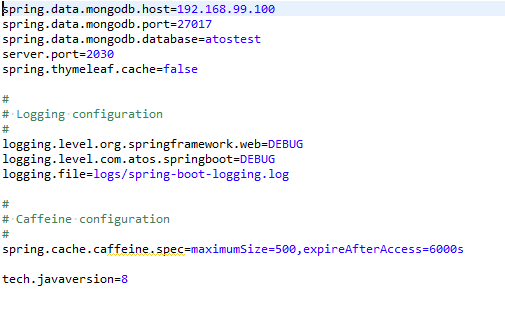 spring.data.mongodb.host=192.168.99.100
spring.data.mongodb.port=27017
spring.data.mongodb.database=atostest
server.port=2030
spring.thymeleaf.cache=false
#
# Logging configuration
#
logging.level.org.springframework.web=DEBUG
logging.level.com.atos.springboot=DEBUG
logging.file=logs/spring-boot-logging.log
#
# Caffeine configuration
#
spring.cache.caffeine.spec=maximumSize=500,expireAfterAccess=6000s
tech.javaversion=8